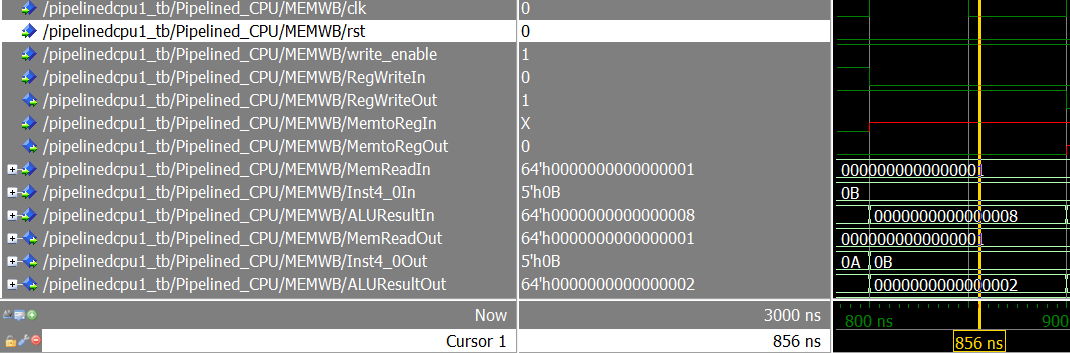 /pipelinedcpu1_tb/Pipelined_CPU/MEMWB/clk 0
/pipelinedcpu1_tb/Pipelined_CPU/MEMWB/rst 0
/pipelinedcpu1_tb/Pipelined_CPU/MEMWB/write_enable 1
/pipelinedcpu1_tb/Pipelined_CPU/MEMWB/RegWriteIn 0
/pipelinedcpu1_tb/Pipelined_CPU/MEMWB/RegWriteOut 1
/pipelinedcpu1_tb/Pipelined_CPU/MEMWB/MemtoRegIn X
/pipelinedcpu1_tb/Pipelined_CPU/MEMWB/MemtoRegOut 0
/pipelinedcpu1_tb/Pipelined_CPU/MEMWB/MemReadIn 64'h0000000000000001 0000000000000001
/pipelinedcpu1_tb/Pipelined_CPU/MEMWB/Inst4_0In 5'h0B 0B
/pipelinedcpu1_tb/Pipelined_CPU/MEMWB/ALUResultIn 64'h0000000000000008 0000000000000008
/pipelinedcpu1_tb/Pipelined_CPU/MEMWB/MemReadOut 64'h0000000000000001 0000000000000001
/pipelinedcpu1_tb/Pipelined_CPU/MEMWB/Inst4_0Out 5'h0B 0A 0B
/pipelinedcpu1_tb/Pipelined_CPU/MEMWB/ALUResultOut 64'h0000000000000002 0000000000000002
Now 3000 ns 800 ns 900
Cursor 1 856 ns 856 ns